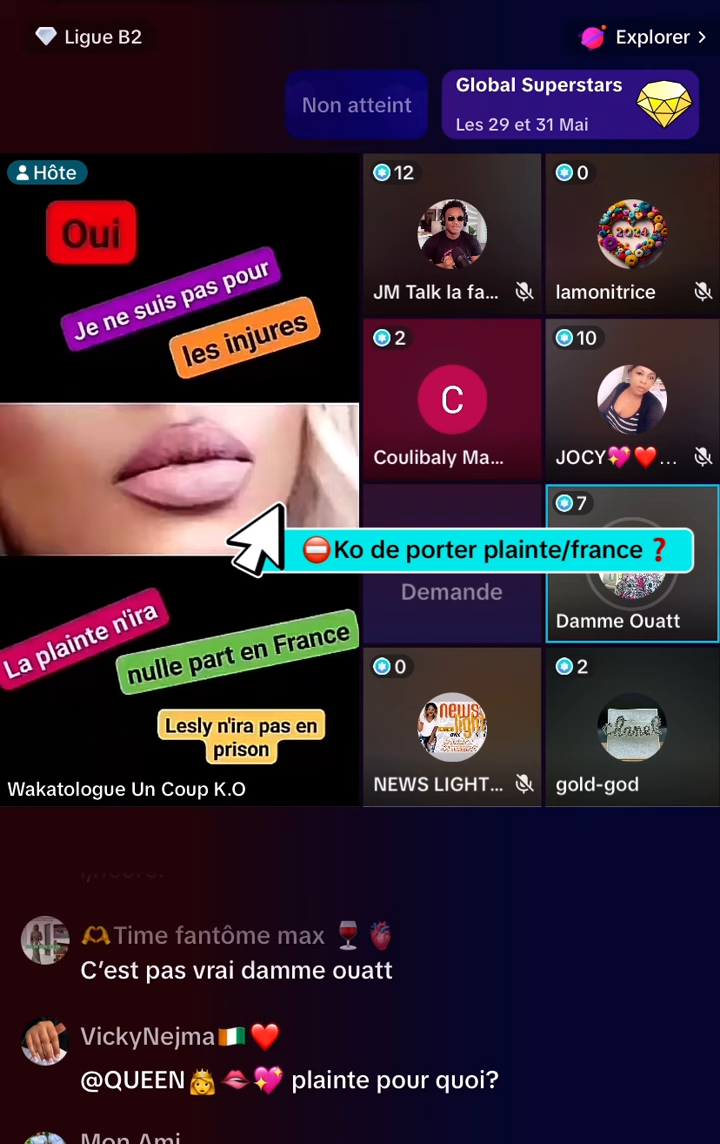 Ligue B2
Explorer
Non atteint
Global Superstars
Les 29 et 31 Mai
Hôte
Oui
Je ne suis pas pour
les injures
La plainte n'ira
nulle part en France
Lesly n'ira pas en
prison
Wakatologue Un Coup K.O
12
JM Talk la fa...
0
2024
lamonitrice
2
C
Coulibaly Ma...
10
JOCY💖❤️...
⛔Ko de porter plainte/france❓
Demande
7
Damme Ouatt
0
NEWS
LIGHT
NEWS LIGHT...
2
Chanel
gold-god
🫶Time fantôme max 🍷🫀
C'est pas vrai damme ouatt
VickyNejma🇨🇮❤️
@QUEEN👸🫦💖 plainte pour quoi?
Mon Ami